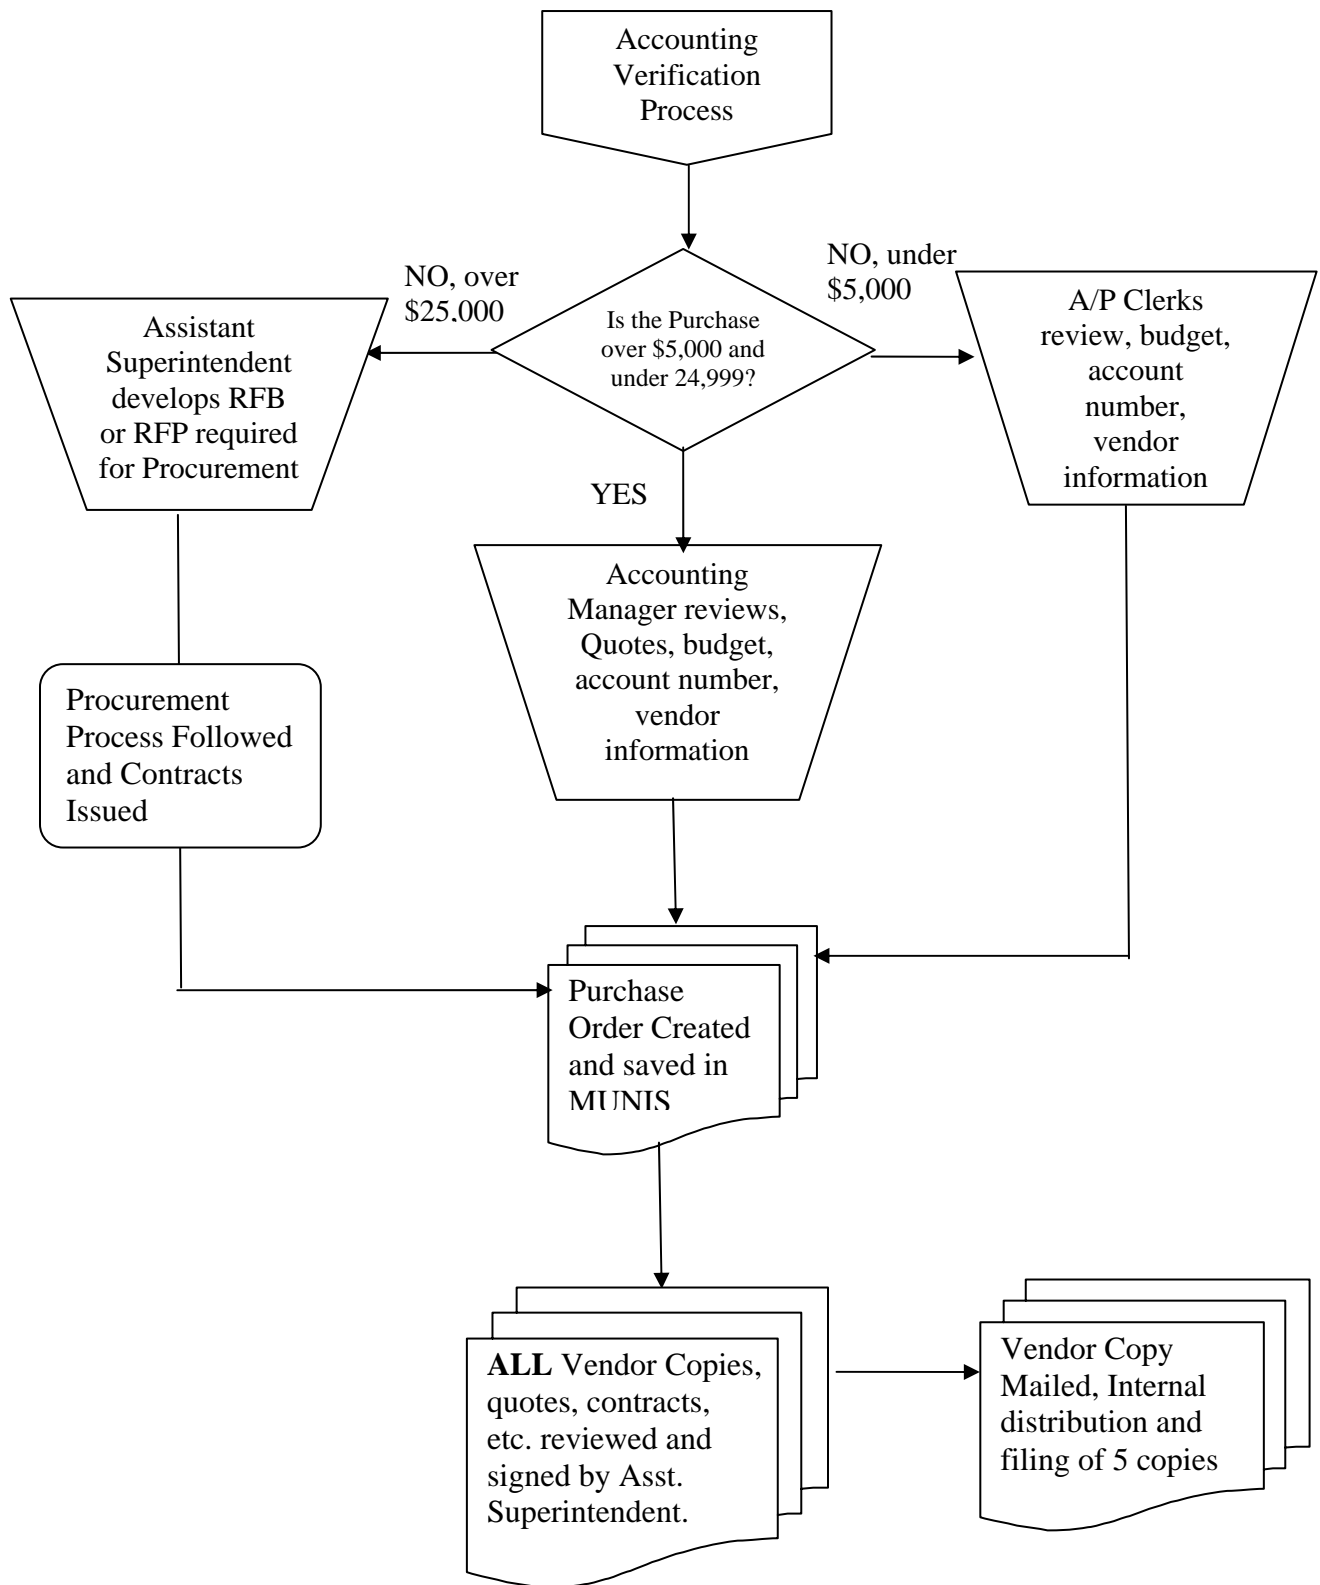 Accounting
Verification
Process
NO, over
$25,000
NO, under
$5,000
Is the Purchase
over $5,000 and
under 24,999?
Assistant
Superintendent
develops RFB
or RFP required
for Procurement
A/P Clerks
review, budget,
account
number,
vendor
information
YES
Accounting
Manager reviews,
Quotes, budget,
account number,
vendor
information
Procurement
Process Followed
and Contracts
Issued
Purchase
Order Created
and saved in
MUNIS
ALL Vendor Copies,
quotes, contracts,
etc. reviewed and
signed by Asst.
Superintendent.
Vendor Copy
Mailed, Internal
distribution and
filing of 5 copies